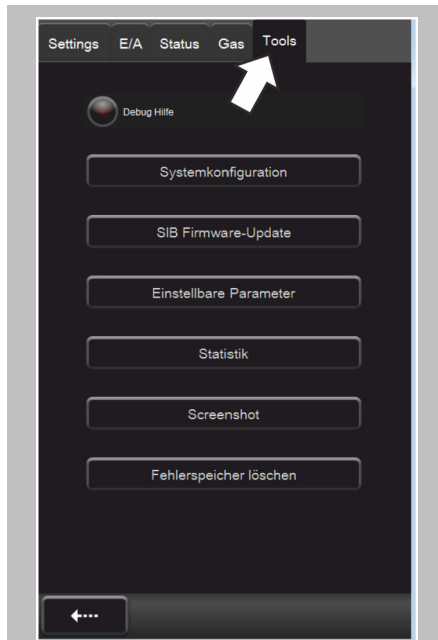 Settings E/A Status Gas Tools
Debug Hilfe
Systemkonfiguration
SIB Firmware-Update
Einstellbare Parameter
Statistik
Screenshot
Fehlerspeicher löschen